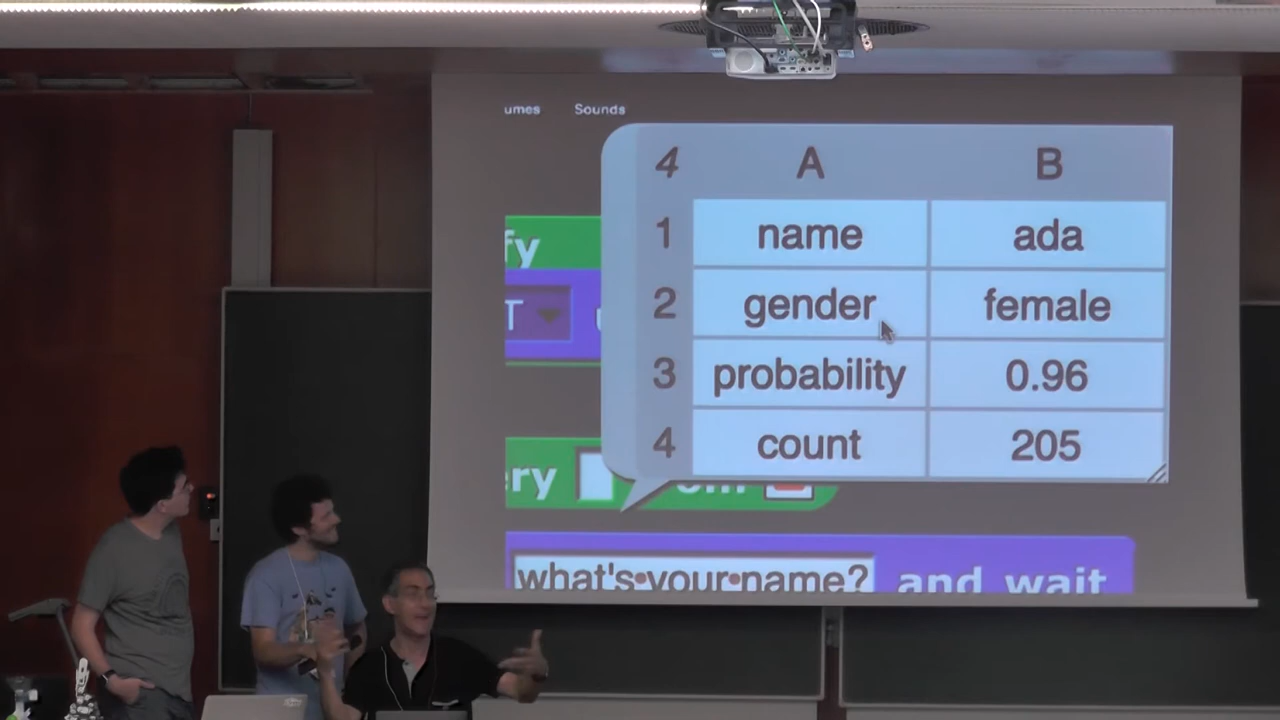 umes Sounds
4 A B
1 name ada
fy
2 gender female
T
3 probability 0.96
4 count 205
ry
what's•your•name? and wait